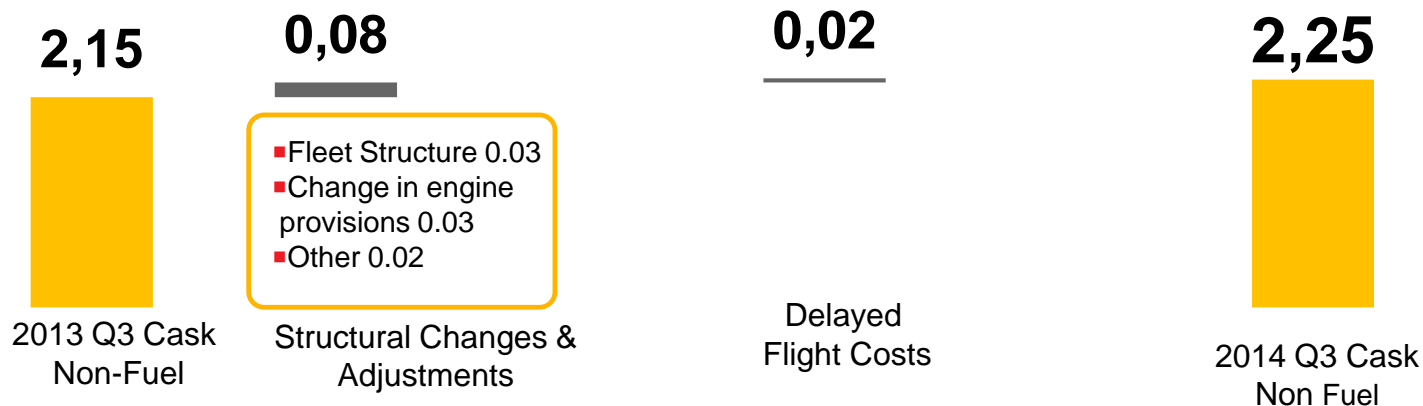 2,15
0,08
0,02
2,25
Fleet Structure 0.03
Change in engine
provisions 0.03
Other 0.02
2013 Q3 Cask
Non-Fuel
Structural Changes &
Adjustments
Delayed
Flight Costs
2014 Q3 Cask
Non Fuel